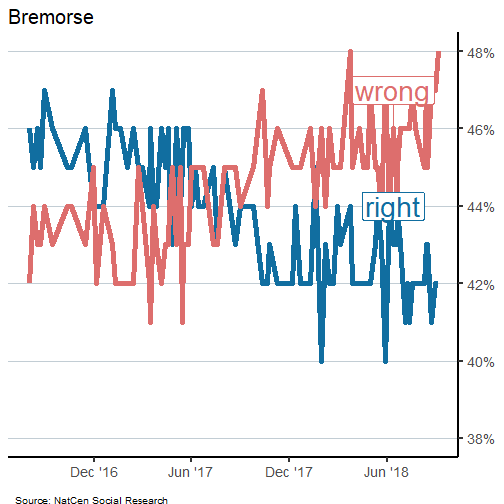 Bremorse
48%
wrong
46%
right
44%
42%
40%
38%
Dec '16
Jun '17
Dec '17
Jun '18
Source: NatCen Social Research